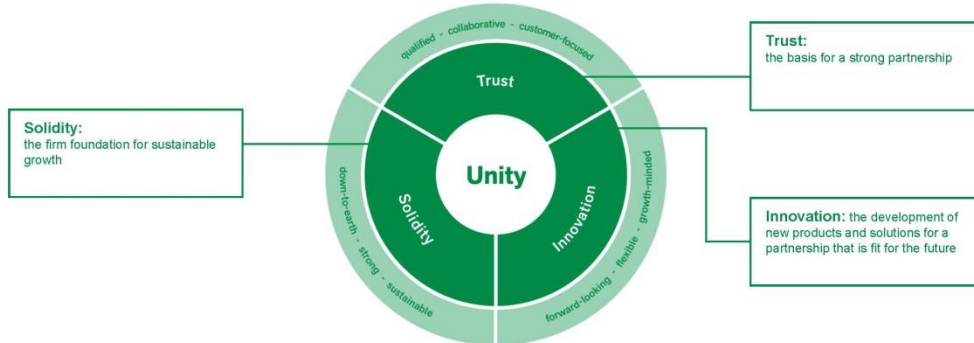 qualified - collaborative - customer-focused
Trust
Trust:
the basis for a strong partnership
Solidity:
the firm foundation for sustainable
growth
Unity
down-to-earth - strong - sustainable
Solidity
Innovation
forward-looking - flexible - growth-minded
Innovation: the development of
new products and solutions for a
partnership that is fit for the future